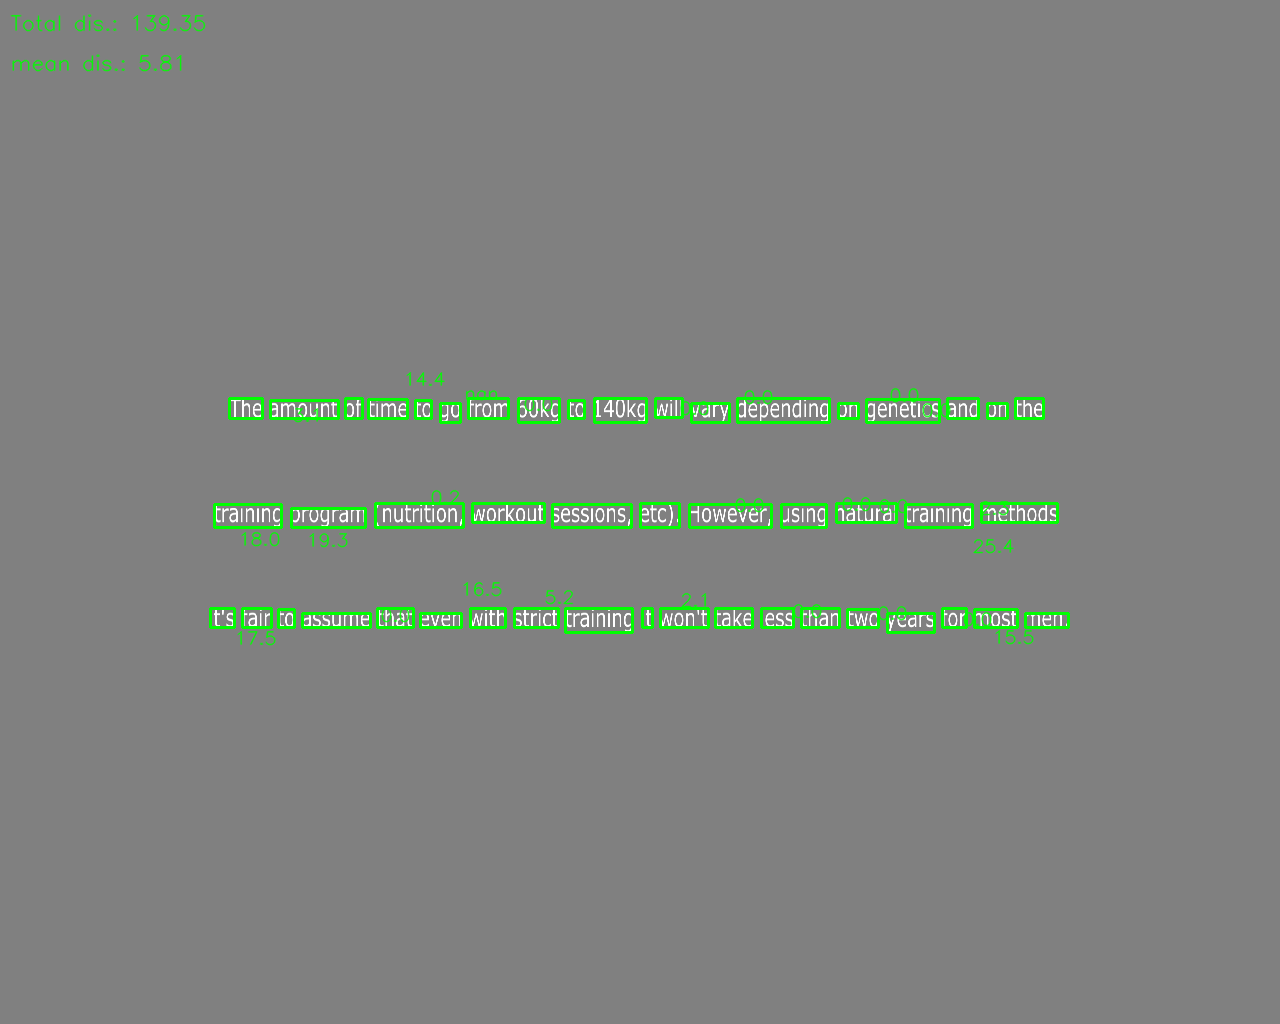 Total dis.: 139.35
mean dis.: 5.81
14.4
The amount of time to go from 50kg to 140kg will vary depending on genetics and on the
0.2
training program (nutrition, workout sessions, etc). However, using natural training methods
18.0 19.3 25.4
16.5 5.2 2.1
it's fair to assume that even with strict training it won't take less than two years for most men.
17.5 15.5